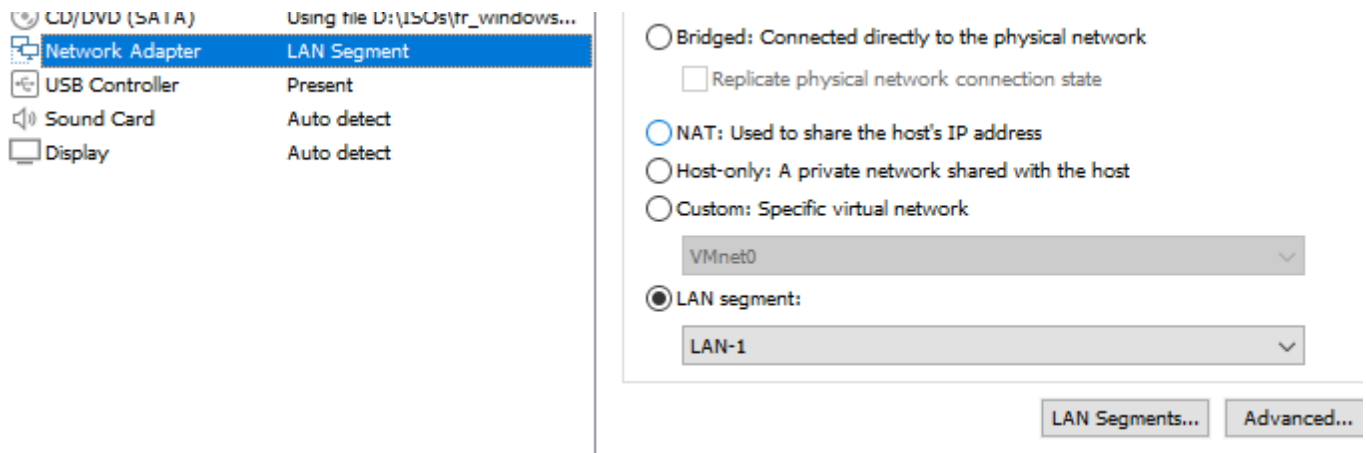 CD/DVD (SATA) Using file D:\ISOs\fr_windows...
Network Adapter LAN Segment
USB Controller Present
Sound Card Auto detect
Display Auto detect
Bridged: Connected directly to the physical network
Replicate physical network connection state
NAT: Used to share the host's IP address
Host-only: A private network shared with the host
Custom: Specific virtual network
VMnet0
LAN segment:
LAN-1
LAN Segments... Advanced...